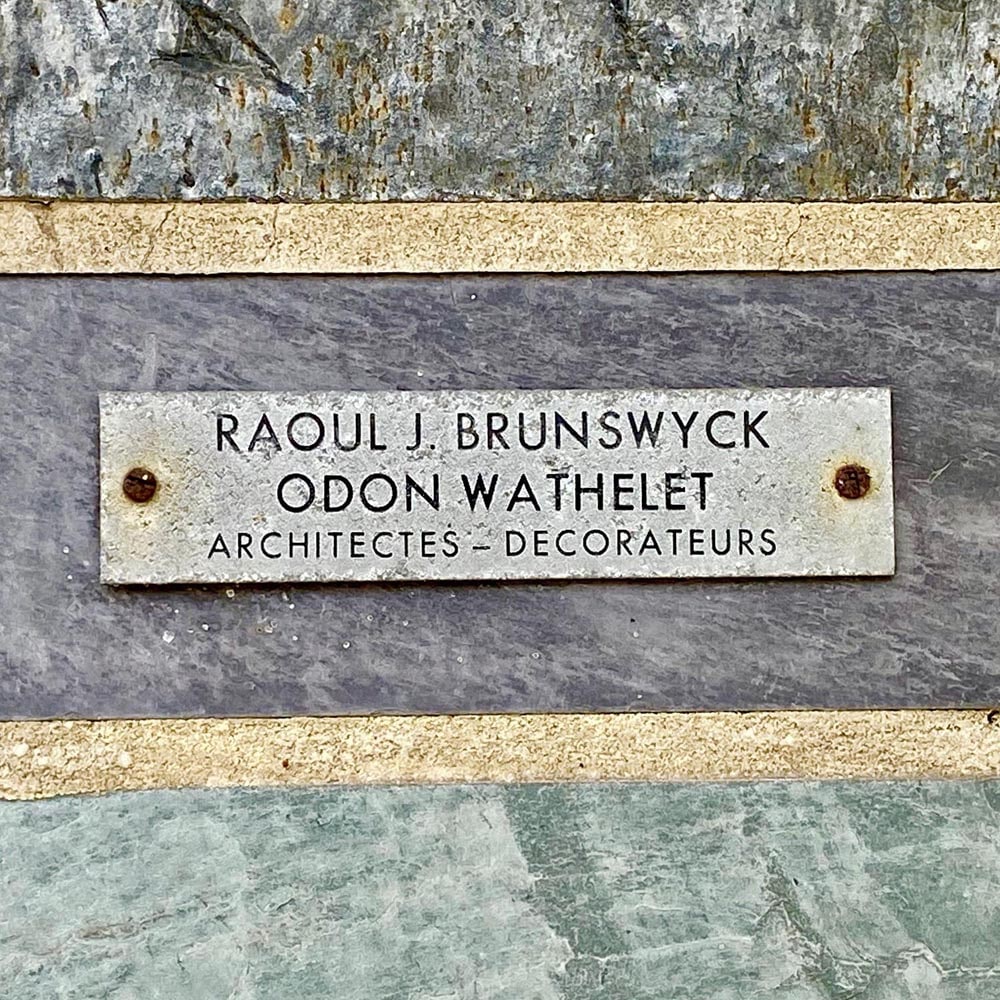 RAOUL J. BRUNSWYCK
ODON WATHELET
ARCHITECTES – DECORATEURS